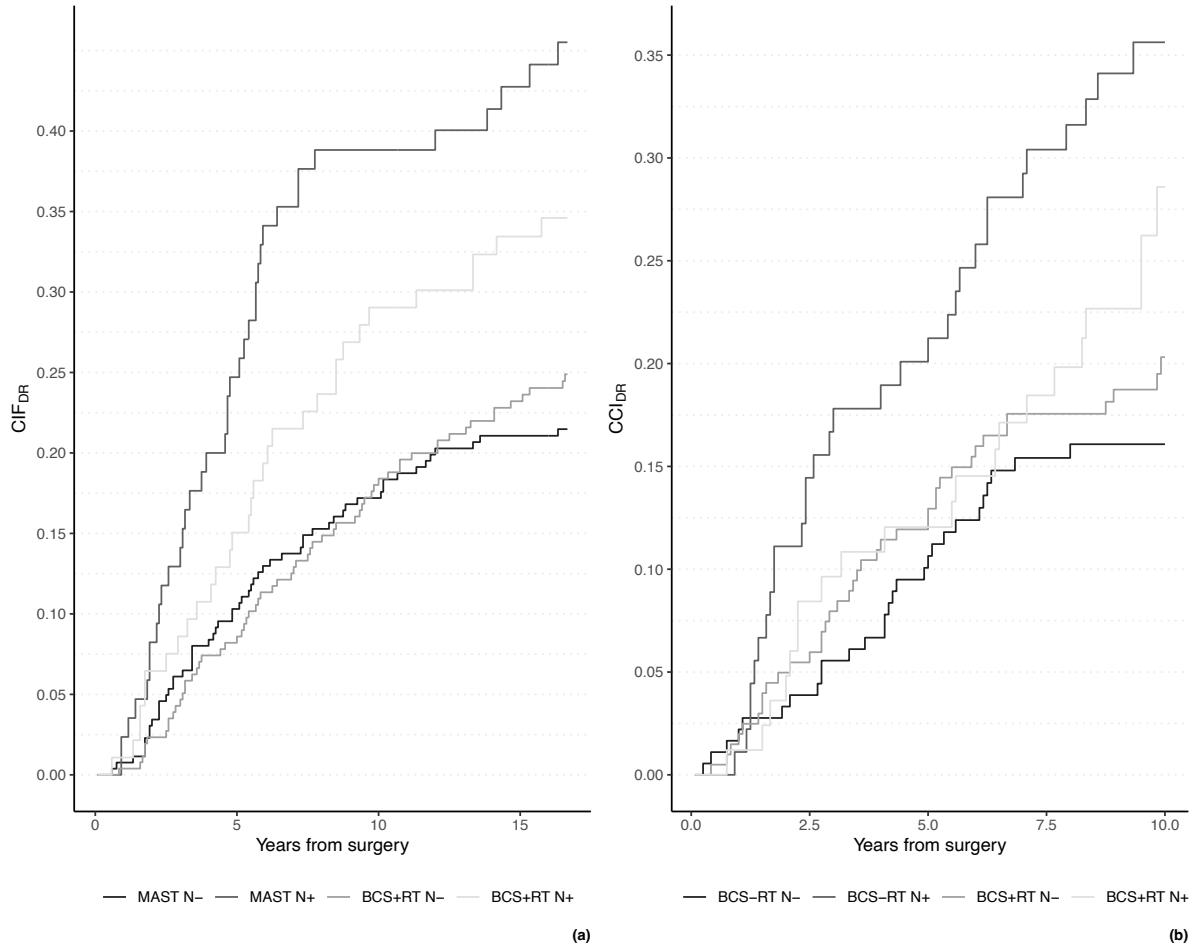 CIFDR
0.40
0.35
0.30
0.25
0.20
0.15
0.10
0.05
0.00
0 5 10 15
Years from surgery
MAST N− MAST N+ BCS+RT N− BCS+RT N+
(a)
CCIDR
0.35
0.30
0.25
0.20
0.15
0.10
0.05
0.00
0.0 2.5 5.0 7.5 10.0
Years from surgery
BCS−RT N− BCS−RT N+ BCS+RT N− BCS+RT N+
(b)